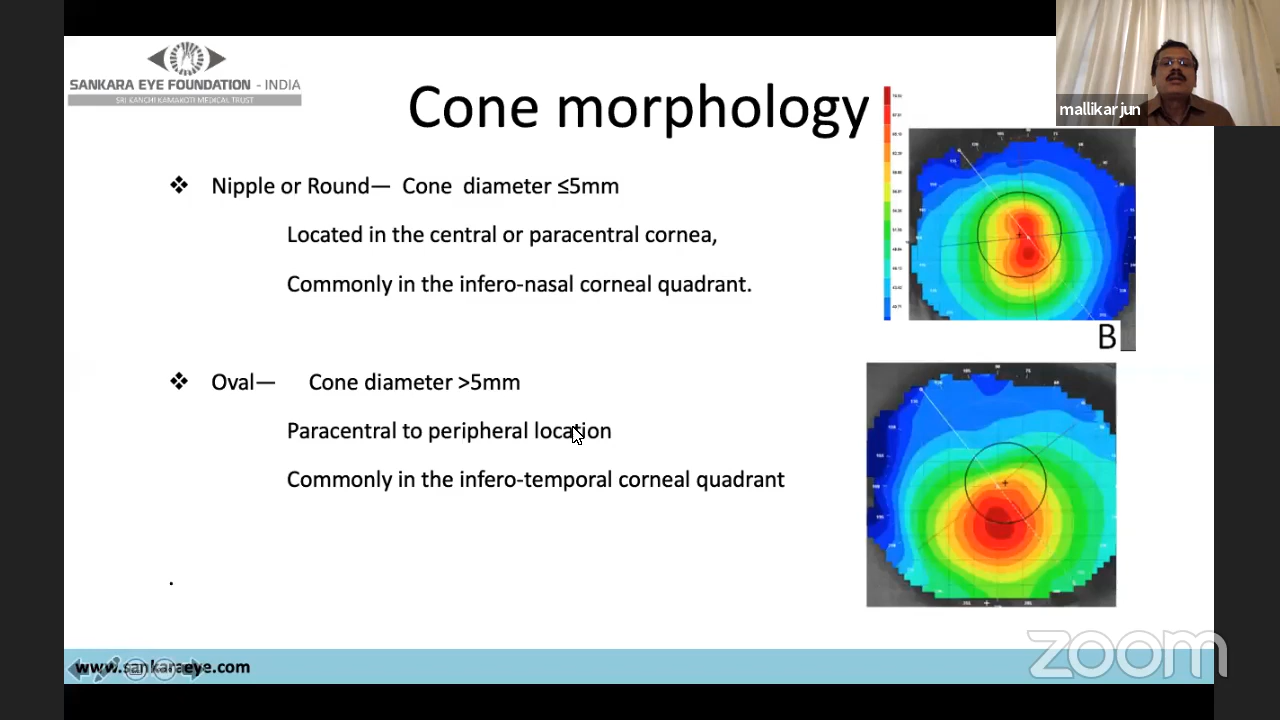 SANKARA EYE FOUNDATION - INDIA
SRI KANCHI KAMAKOTI MEDICAL TRUST
Cone morphology
mallikarjun
❖ Nipple or Round— Cone diameter ≤5mm
Located in the central or paracentral cornea,
Commonly in the infero-nasal corneal quadrant.
B
❖ Oval— Cone diameter >5mm
Paracentral to peripheral location
Commonly in the infero-temporal corneal quadrant
.
zoom
www.sankaraeye.com